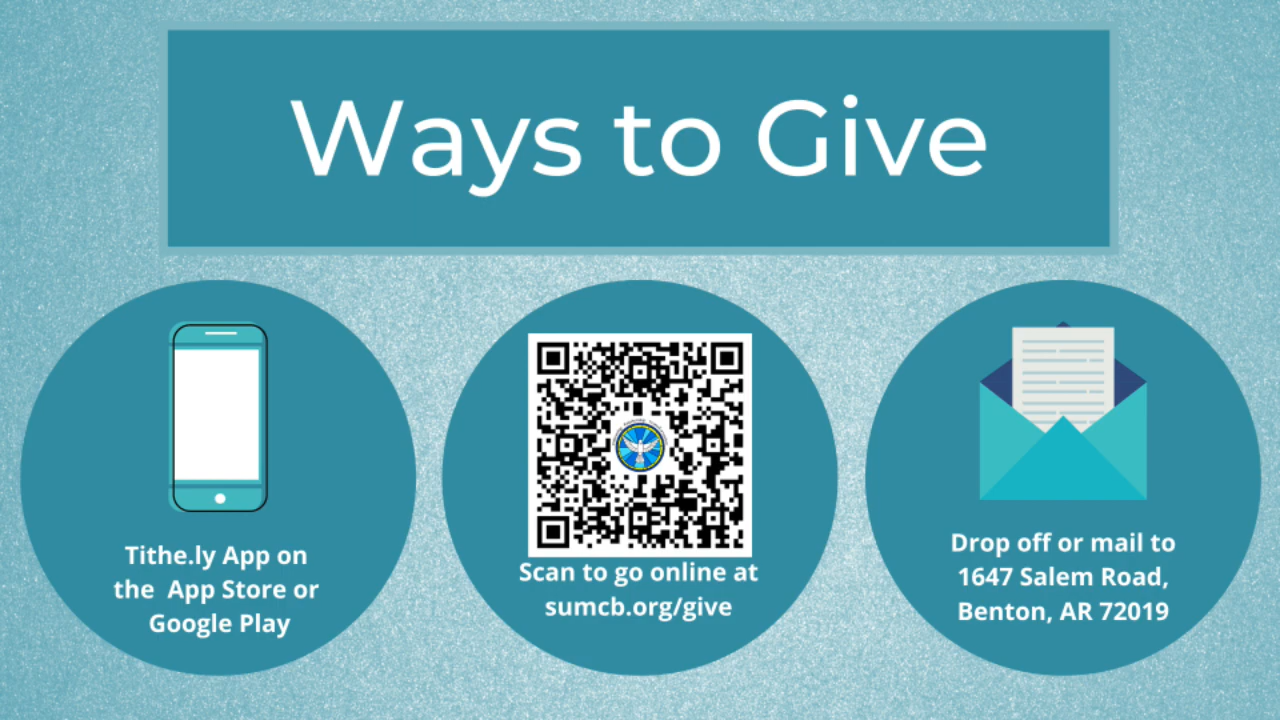 Ways to Give
Tithe.ly App on
the App Store or
Google Play
Scan to go online at
sumcb.org/give
Drop off or mail to
1647 Salem Road,
Benton, AR 72019